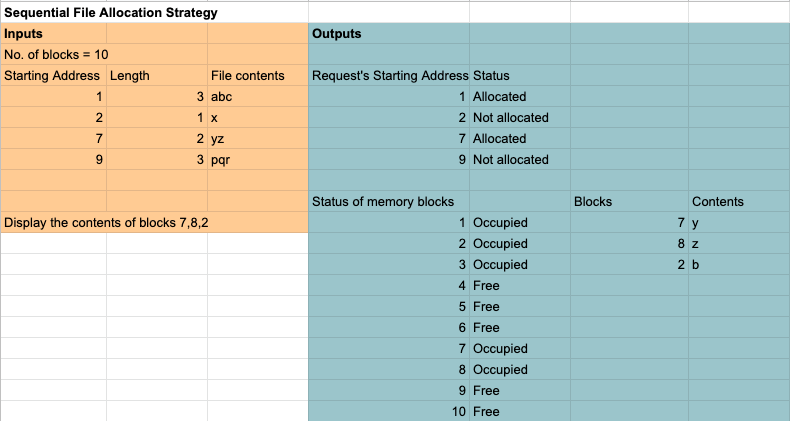 Sequential File Allocation Strategy
Inputs Outputs
No. of blocks = 10
Starting Address Length File contents Request's Starting Address Status
1 3 abc 1 Allocated
2 1 x 2 Not allocated
7 2 yz 7 Allocated
9 3 pqr 9 Not allocated
Status of memory blocks Blocks Contents
Display the contents of blocks 7,8,2 1 Occupied 7 y
2 Occupied 8 z
3 Occupied 2 b
4 Free
5 Free
6 Free
7 Occupied
8 Occupied
9 Free
10 Free